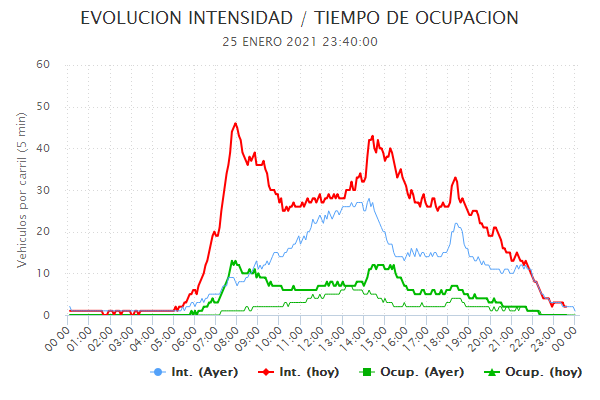 EVOLUCION INTENSIDAD / TIEMPO DE OCUPACION
25 ENERO 2021 23:40:00
Vehiculos por carril (5 min)
60
50
40
30
20
10
0
00:00 01:00 02:00 03:00 04:00 05:00 06:00 07:00 08:00 09:00 10:00 11:00 12:00 13:00 14:00 15:00 16:00 17:00 18:00 19:00 20:00 21:00 22:00 23:00 00:00
Int. (Ayer) Int. (hoy) Ocup. (Ayer) Ocup. (hoy)